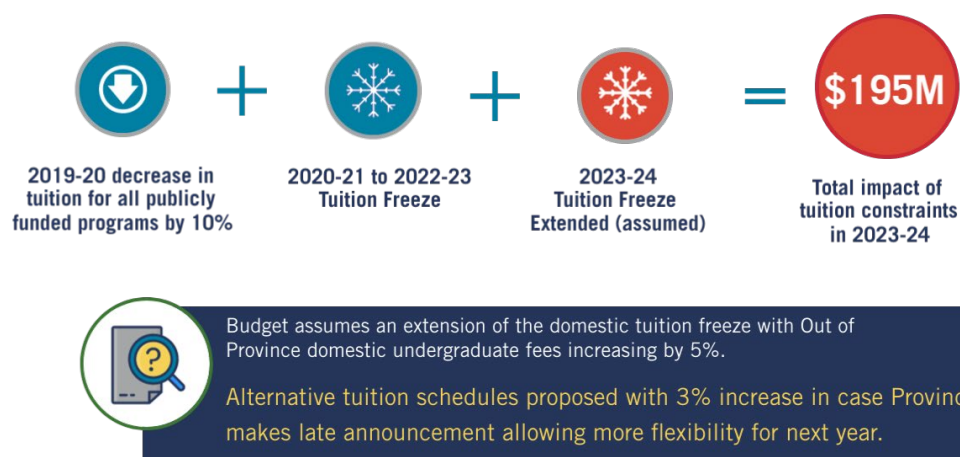 $195M
2019-20 decrease in
tuition for all publicly
funded programs by 10%
2020-21 to 2022-23
Tuition Freeze
2023-24
Tuition Freeze
Extended (assumed)
Total impact of
tuition constraints
in 2023-24
?
Budget assumes an extension of the domestic tuition freeze with Out of
Province domestic undergraduate fees increasing by 5%.
Alternative tuition schedules proposed with 3% increase in case
makes late announcement allowing more flexibility for next year.